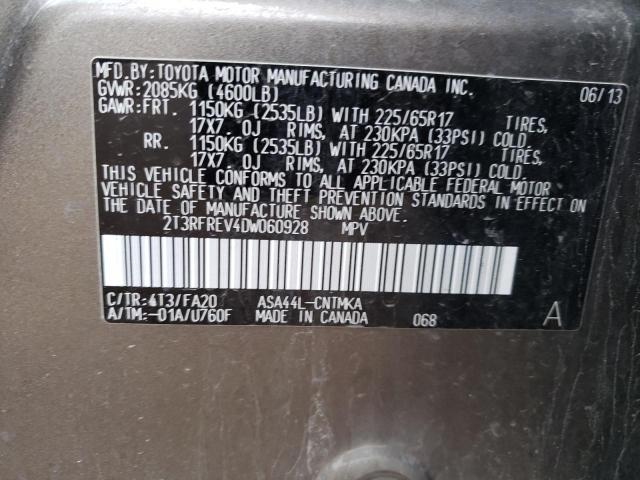 MFD.BY:TOYOTA MOTOR MANUFACTURING CANADA INC.
GVWR:2085KG (4600LB) 06/13
GAWR:FRT. 1150KG (2535LB) WITH 225/65R17 TIRES,
17X7. 0J RIMS, AT 230KPA (33PSI) COLD.
RR. 1150KG (2535LB) WITH 225/65R17 TIRES,
17X7. 0J RIMS, AT 230KPA (33PSI) COLD.
THIS VEHICLE CONFORMS TO ALL APPLICABLE FEDERAL MOTOR
VEHICLE SAFETY AND THEFT PREVENTION STANDARDS IN EFFECT ON
THE DATE OF MANUFACTURE SHOWN ABOVE.
2T3RFREV4DW060928 MPV
C/TR:4T3/FA20 ASA44L-CNTMKA
A/TM:-01A/U760F MADE IN CANADA 068 A